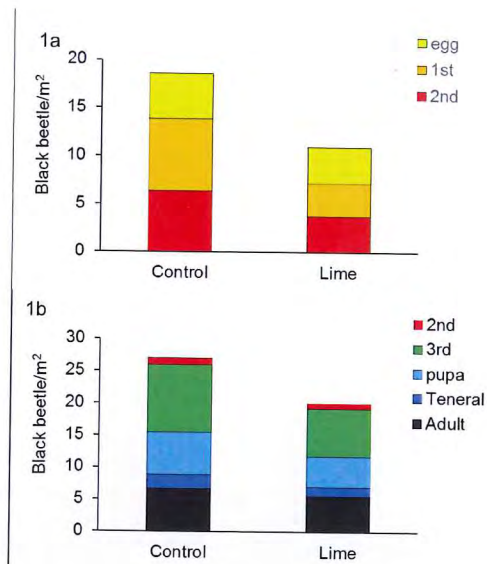 1a
egg
1st
2nd
Black beetle/m²
20
15
10
5
0
Control
Lime
1b
2nd
3rd
pupa
Teneral
Adult
Black beetle/m²
30
25
20
15
10
5
0
Control
Lime